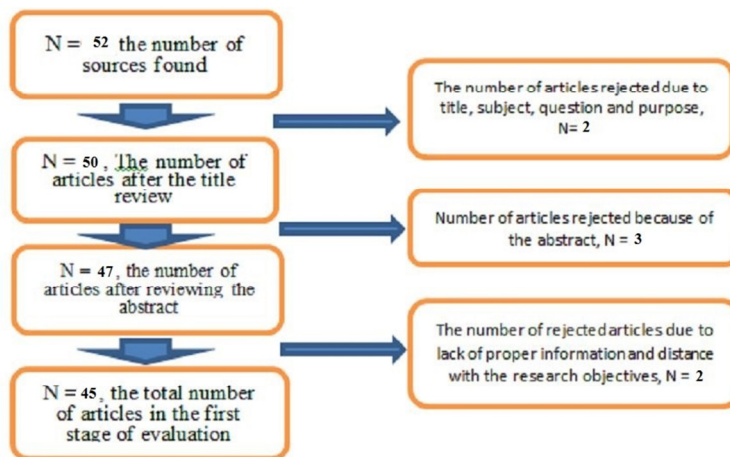 N = 52 the number of
sources found
The number of articles rejected due to
title, subject, question and purpose,
N= 2
N = 50, The number of
articles after the title
review
Number of articles rejected because of
the abstract, N = 3
N = 47, the number of
articles after reviewing the
abstract
The number of rejected articles due to
lack of proper information and distance
with the research objectives, N = 2
N = 45, the total number
of articles in the first
stage of evaluation